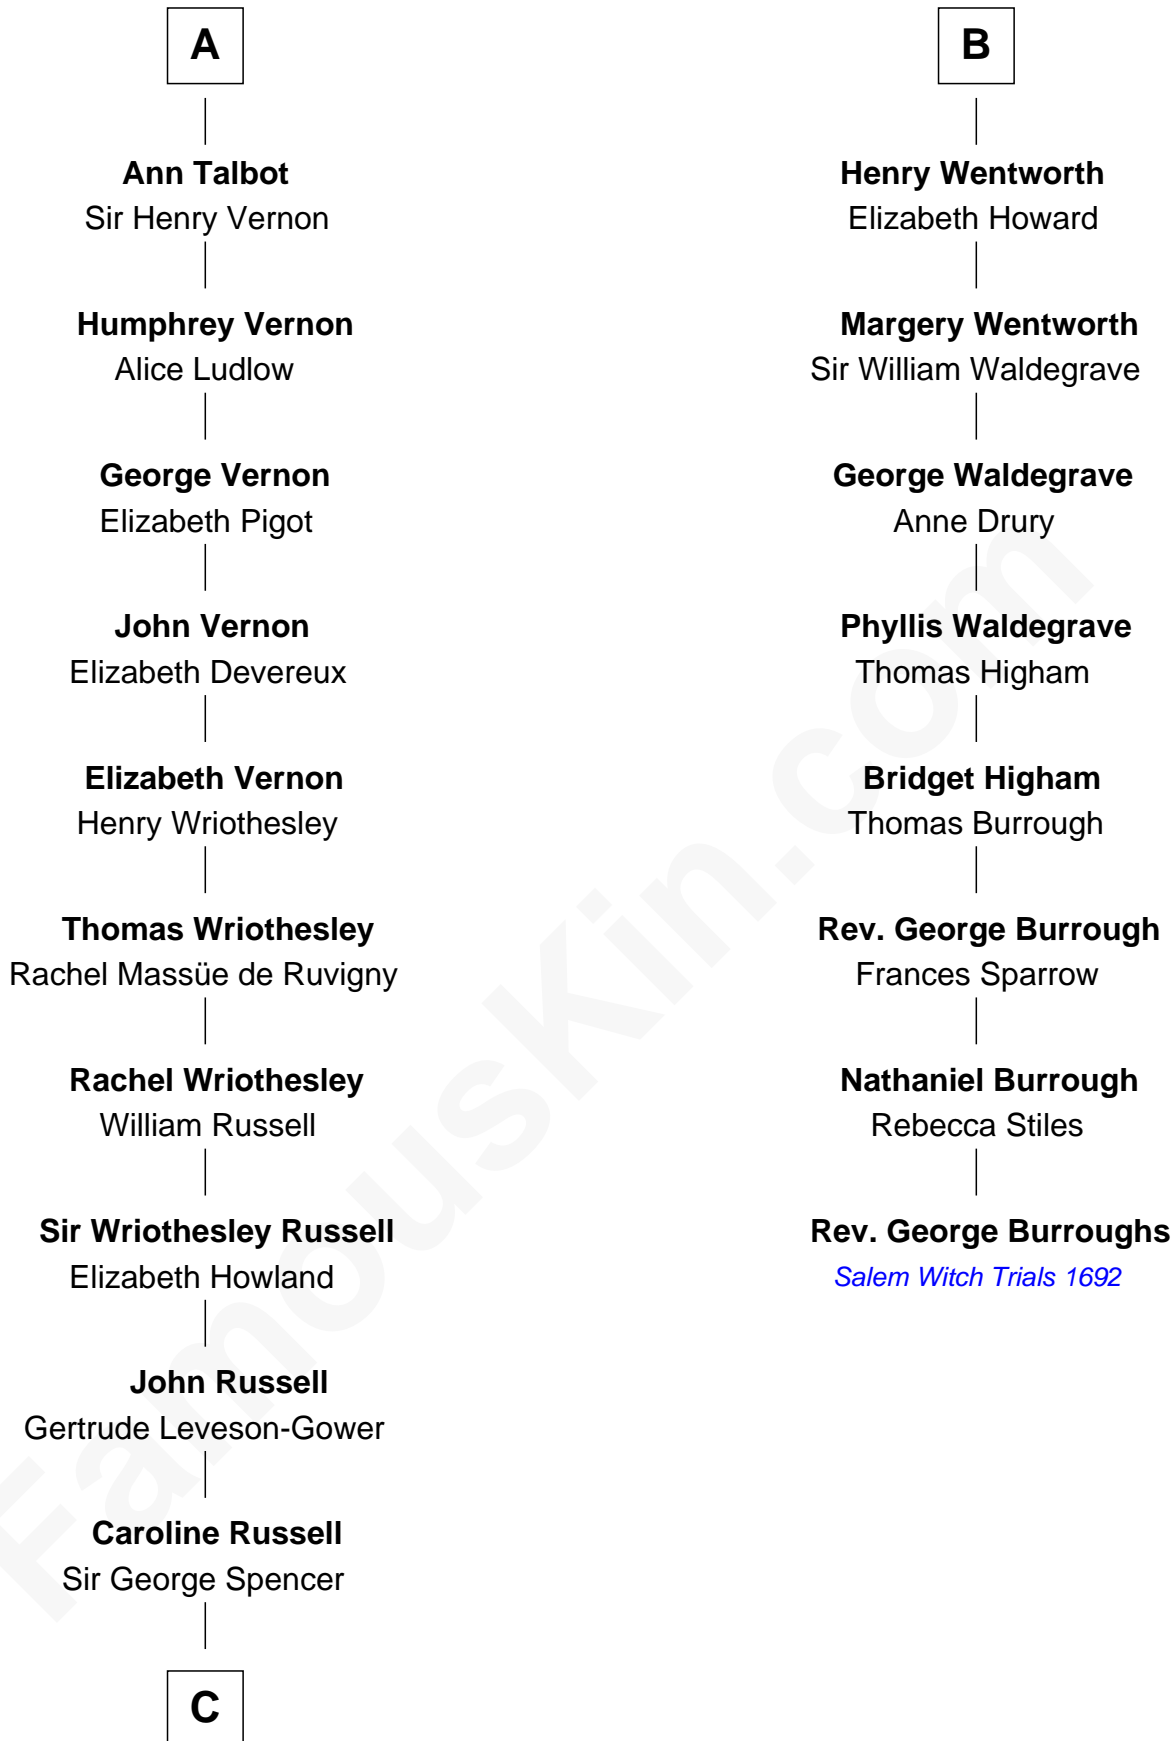 A
Ann Talbot
Sir Henry Vernon
Humphrey Vernon
Alice Ludlow
George Vernon
Elizabeth Pigot
John Vernon
Elizabeth Devereux
Elizabeth Vernon
Henry Wriothesley
Thomas Wriothesley
Rachel Massüe de Ruvigny
Rachel Wriothesley
William Russell
Sir Wriothesley Russell
Elizabeth Howland
John Russell
Gertrude Leveson-Gower
Caroline Russell
Sir George Spencer
C
B
Henry Wentworth
Elizabeth Howard
Margery Wentworth
Sir William Waldegrave
George Waldegrave
Anne Drury
Phyllis Waldegrave
Thomas Higham
Bridget Higham
Thomas Burrough
Rev. George Burrough
Frances Sparrow
Nathaniel Burrough
Rebecca Stiles
Rev. George Burroughs
Salem Witch Trials 1692
FamousKin.com